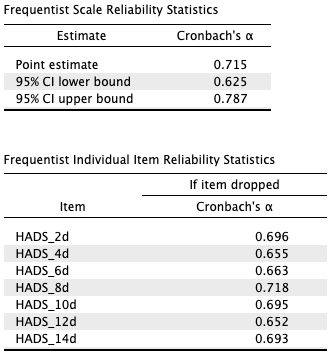 Frequentist Scale Reliability Statistics
Estimate Cronbach's α
Point estimate 0.715
95% CI lower bound 0.625
95% CI upper bound 0.787
Frequentist Individual Item Reliability Statistics
If item dropped
Item Cronbach's α
HADS_2d 0.696
HADS_4d 0.655
HADS_6d 0.663
HADS_8d 0.718
HADS_10d 0.695
HADS_12d 0.652
HADS_14d 0.693